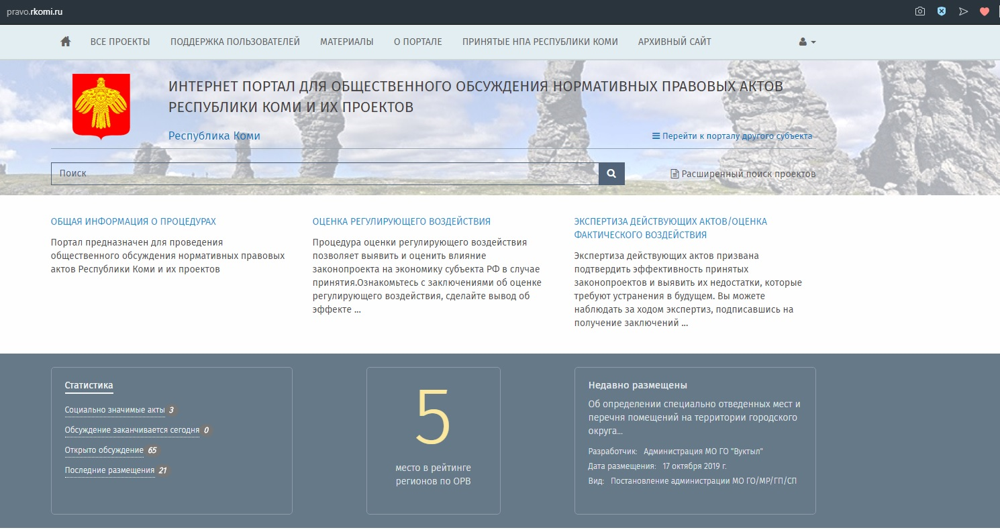 pravo.rkomi.ru
ВСЕ ПРОЕКТЫ ПОДДЕРЖКА ПОЛЬЗОВАТЕЛЕЙ МАТЕРИАЛЫ О ПОРТАЛЕ ПРИНЯТЫЕ НПА РЕСПУБЛИКИ КОМИ АРХИВНЫЙ САЙТ
ИНТЕРНЕТ ПОРТАЛ ДЛЯ ОБЩЕСТВЕННОГО ОБСУЖДЕНИЯ НОРМАТИВНЫХ ПРАВОВЫХ АКТОВ
РЕСПУБЛИКИ КОМИ И ИХ ПРОЕКТОВ
Республика Коми
Перейти к порталу другого субъекта
Поиск
Расширенный поиск проектов
ОБЩАЯ ИНФОРМАЦИЯ О ПРОЦЕДУРАХ
Портал предназначен для проведения
общественного обсуждения нормативных правовых
актов Республики Коми и их проектов
ОЦЕНКА РЕГУЛИРУЮЩЕГО ВОЗДЕЙСТВИЯ
Процедура оценки регулирующего воздействия
позволяет выявить и оценить влияние
законопроекта на экономику субъекта РФ в случае
принятия.Ознакомьтесь с заключениями об оценке
регулирующего воздействия, сделайте вывод об
эффекте ...
ЭКСПЕРТИЗА ДЕЙСТВУЮЩИХ АКТОВ/ОЦЕНКА
ФАКТИЧЕСКОГО ВОЗДЕЙСТВИЯ
Экспертиза действующих актов призвана
подтвердить эффективность принятых
законопроектов и выявить их недостатки, которые
требуют устранения в будущем. Вы можете
наблюдать за ходом экспертиз, подписавшись на
получение заключений ...
Статистика
Социально значимые акты 3
Обсуждение заканчивается сегодня 0
Открыто обсуждение 65
Последние размещения 21
5
место в рейтинге
регионов по ОРВ
Недавно размещены
Об определении специально отведенных мест и
перечня помещений на территории городского
округа...
Разработчик: Администрация МО ГО "Вуктыл"
Дата размещения: 17 октября 2019 г.
Вид: Постановление администрации МО ГО/МР/ГП/СП